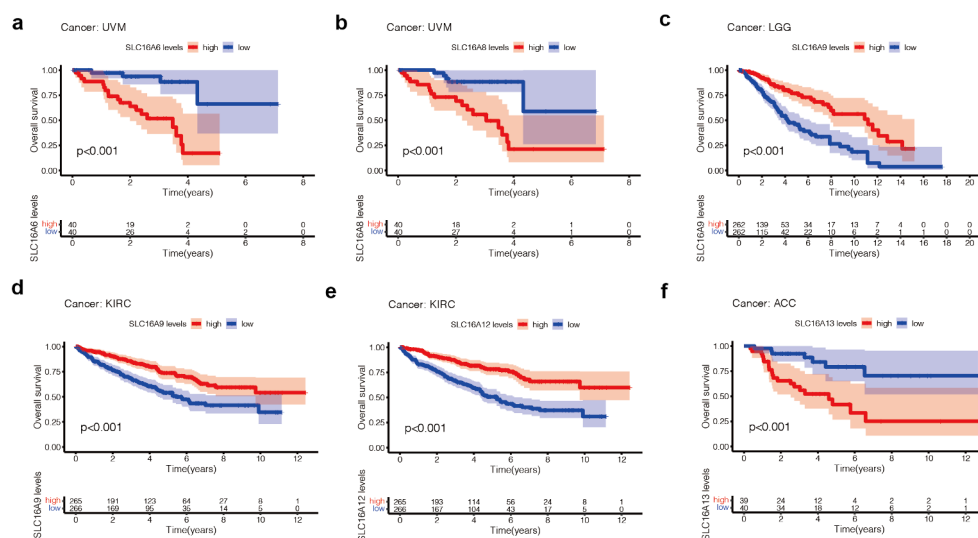 a
Cancer: UVM
SLC16A6 levels high low
1.00
0.75
0.50
0.25
0.00
Overall survival
p<0.001
0 2 4 6 8
Time(years)
SLC16A6 levels
high 40 19 2 0 0
low 40 26 4 2 0
0 2 4 6 8
Time(years)
b
Cancer: UVM
SLC16A8 levels high low
1.00
0.75
0.50
0.25
0.00
Overall survival
p<0.001
0 2 4 6 8
Time(years)
SLC16A8 levels
high 40 18 2 1 0
low 40 27 4 1 0
0 2 4 6 8
Time(years)
c
Cancer: LGG
SLC16A9 levels high low
1.00
0.75
0.50
0.25
0.00
Overall survival
p<0.001
0 2 4 6 8 10 12 14 16 18 20
Time(years)
SLC16A9 levels
high 262 139 53 34 17 13 7 4 0 0 0
low 262 115 42 22 10 6 2 1 1 0 0
0 2 4 6 8 10 12 14 16 18 20
Time(years)
d
Cancer: KIRC
SLC16A9 levels high low
1.00
0.75
0.50
0.25
0.00
Overall survival
p<0.001
0 2 4 6 8 10 12
Time(years)
SLC16A9 levels
high 265 191 123 64 27 8 1
low 266 169 95 35 14 5 0
0 2 4 6 8 10 12
Time(years)
e
Cancer: KIRC
SLC16A12 levels high low
1.00
0.75
0.50
0.25
0.00
Overall survival
p<0.001
0 2 4 6 8 10 12
Time(years)
SLC16A12 levels
high 265 193 114 56 24 8 1
low 266 167 104 43 17 5 0
0 2 4 6 8 10 12
Time(years)
f
Cancer: ACC
SLC16A13 levels high low
1.00
0.75
0.50
0.25
0.00
Overall survival
p<0.001
0 2 4 6 8 10 12
Time(years)
SLC16A13 levels
high 39 24 12 4 2 2 1
low 40 34 18 12 6 2 1
0 2 4 6 8 10 12
Time(years)